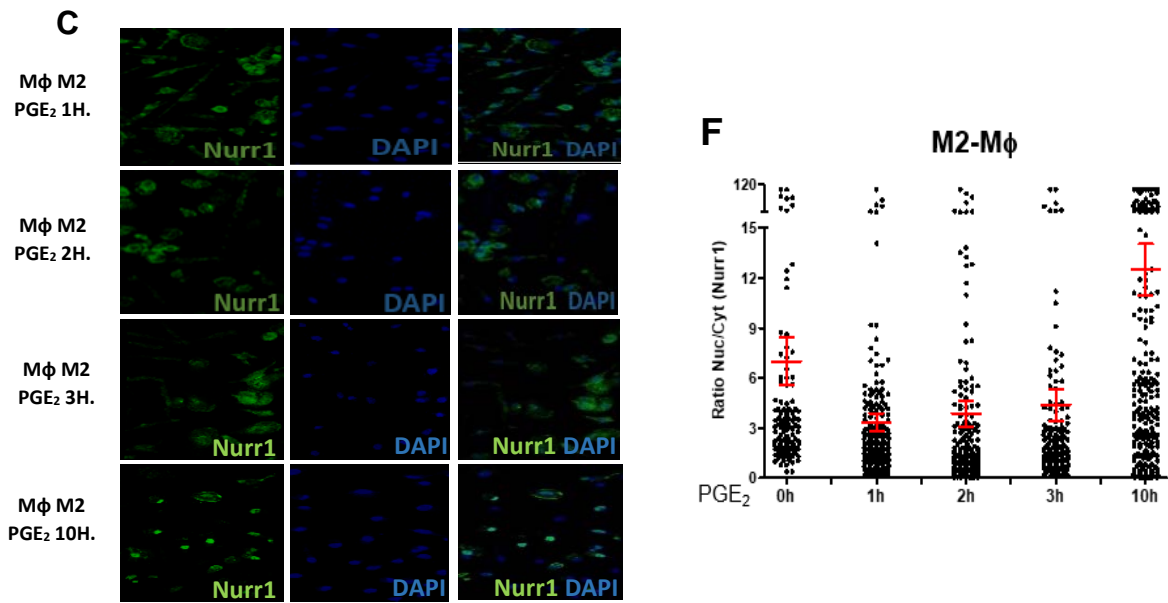 C
Mϕ M2
PGE₂ 1H.
Nurr1
DAPI
Nurr1 DAPI
Mϕ M2
PGE₂ 2H.
Nurr1
DAPI
Nurr1 DAPI
Mϕ M2
PGE₂ 3H.
Nurr1
DAPI
Nurr1 DAPI
Mϕ M2
PGE₂ 10H.
Nurr1
DAPI
Nurr1 DAPI
F
M2-Mϕ
Ratio Nuc/Cyt (Nurr1)
120
15
12
9
6
3
0
PGE₂
0h
1h
2h
3h
10h